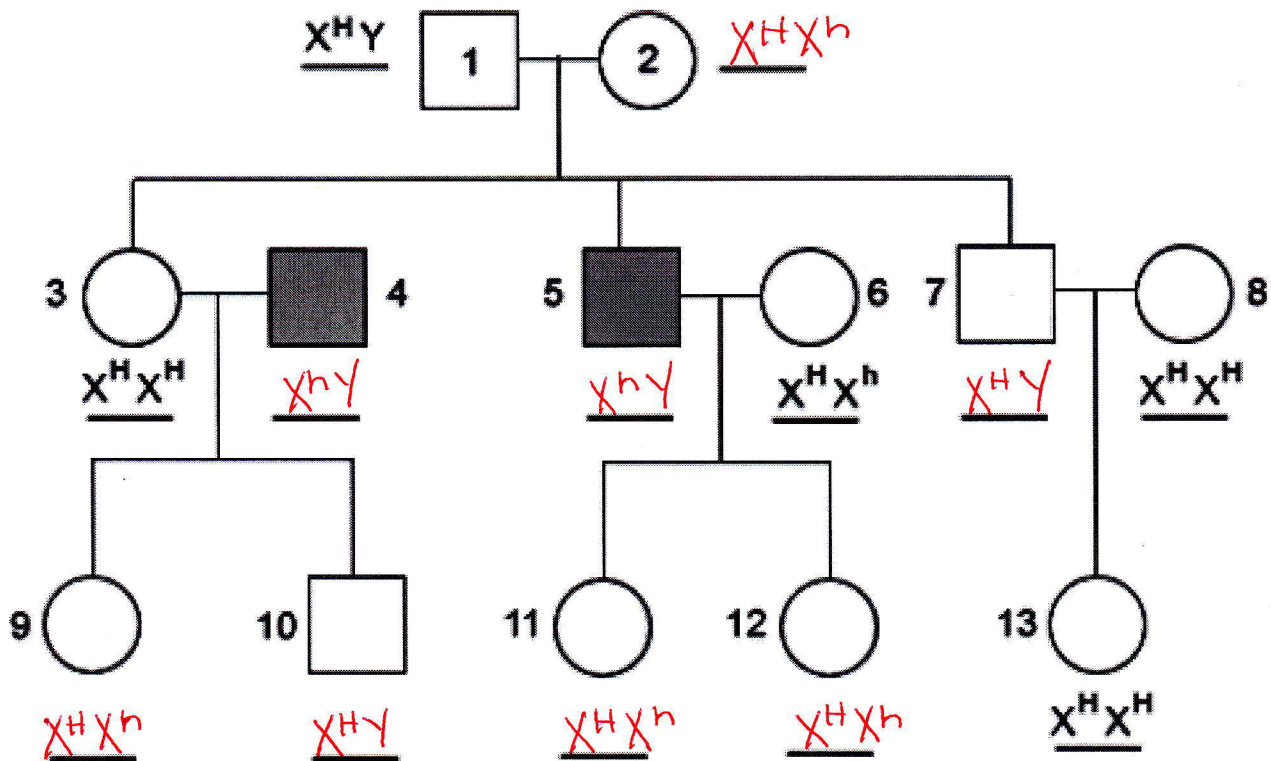 XᴴY 1 2 XᴴXʰ
3 4 5 6 7 8
XᴴXᴴ XʰY XʰY XᴴXʰ XᴴY XᴴXᴴ
9 10 11 12 13
XᴴXʰ XᴴY XᴴXʰ XᴴXʰ XᴴXᴴ